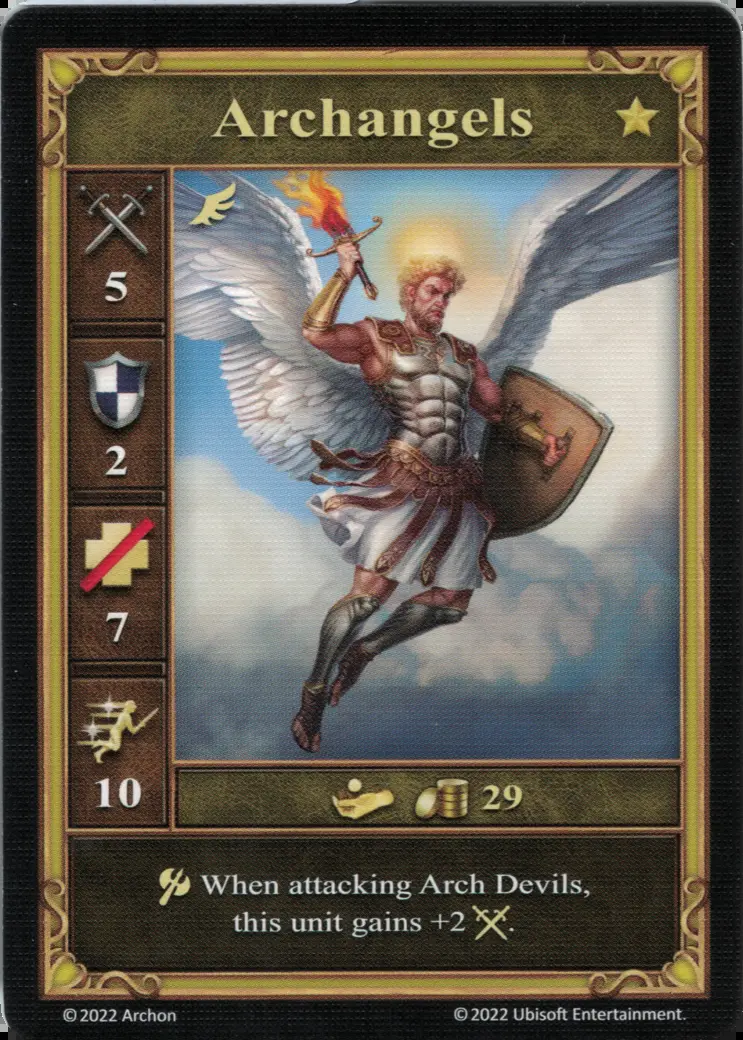 Archangels
5
2
7
10
29
When attacking Arch Devils,
this unit gains +2 .
©2022 Archon
©2022 Ubisoft Entertainment.